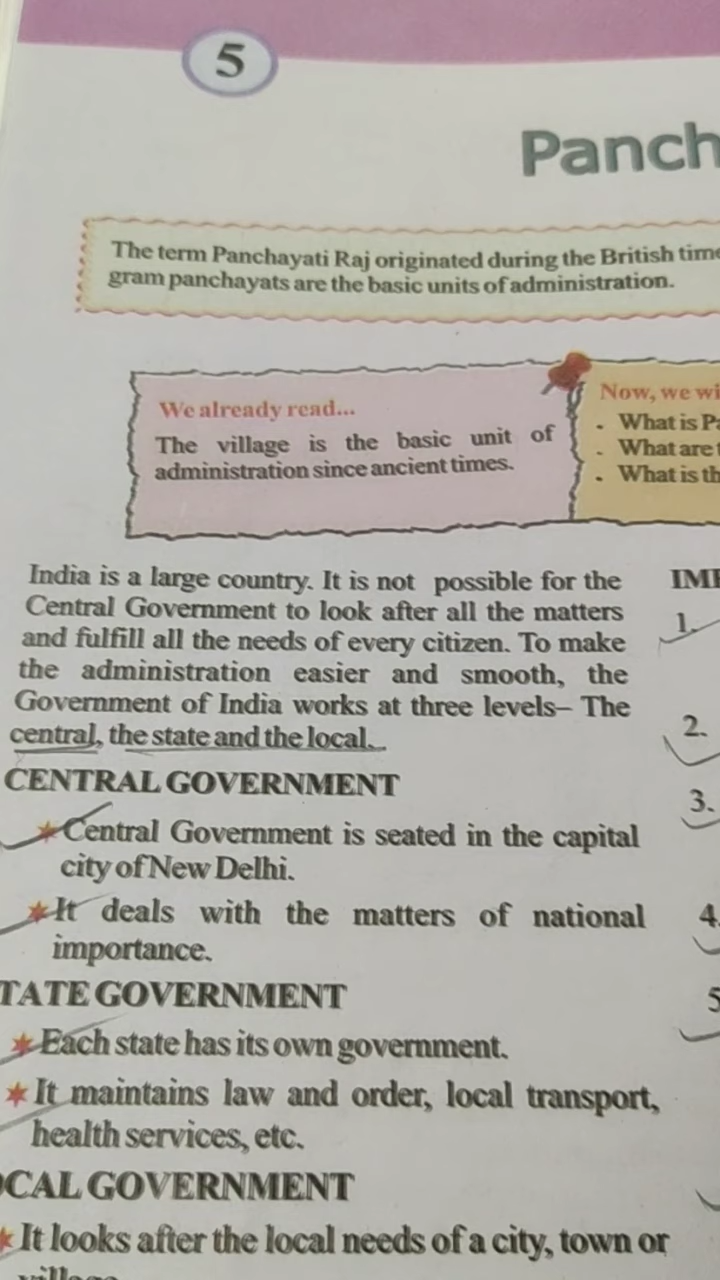 5
Panch
The term Panchayati Raj originated during the British time
gram panchayats are the basic units of administration.
We already read...
The village is the basic unit of
administration since ancient times.
Now, we wi
. What is Pa
. What are t
. What is th
India is a large country. It is not possible for the
Central Government to look after all the matters
and fulfill all the needs of every citizen. To make
the administration easier and smooth, the
Government of India works at three levels– The
central, the state and the local.
CENTRAL GOVERNMENT
★ Central Government is seated in the capital
city of New Delhi.
★ It deals with the matters of national
importance.
TATE GOVERNMENT
★ Each state has its own government.
★ It maintains law and order, local transport,
health services, etc.
OCAL GOVERNMENT
★ It looks after the local needs of a city, town or
1.
2.
3.
4.
5